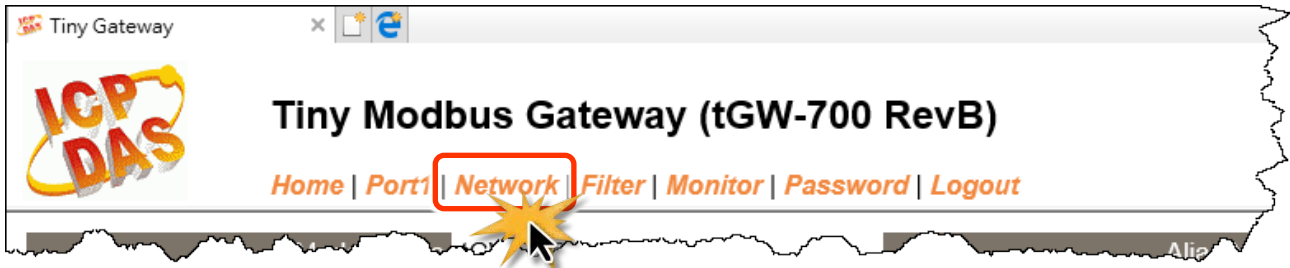 Tiny Gateway
ICP
DAS
Tiny Modbus Gateway (tGW-700 RevB)
Home | Port1 | Network | Filter | Monitor | Password | Logout